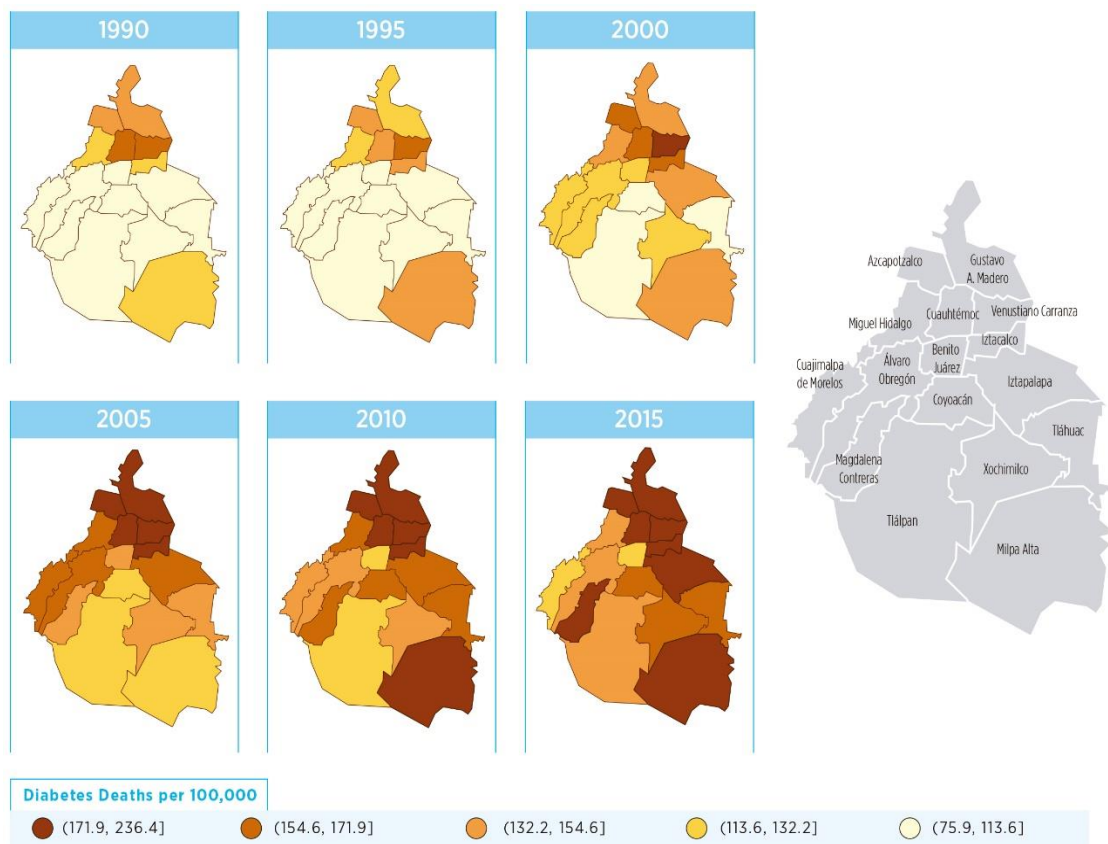 1990
1995
2000
Azcapotzalco
Gustavo
A. Madero
Cuauhtémoc
Venustiano Carranza
Miguel Hidalgo
Iztacalco
Benito
Juárez
Cuajimalpa
de Morelos
Álvaro
Obregón
Iztapalapa
Coyoacán
Tláhuac
Magdalena
Contreras
Xochimilco
Tlálpan
Milpa Alta
2005
2010
2015
Diabetes Deaths per 100,000
(171.9, 236.4]
(154.6, 171.9]
(132.2, 154.6]
(113.6, 132.2]
(75.9, 113.6]